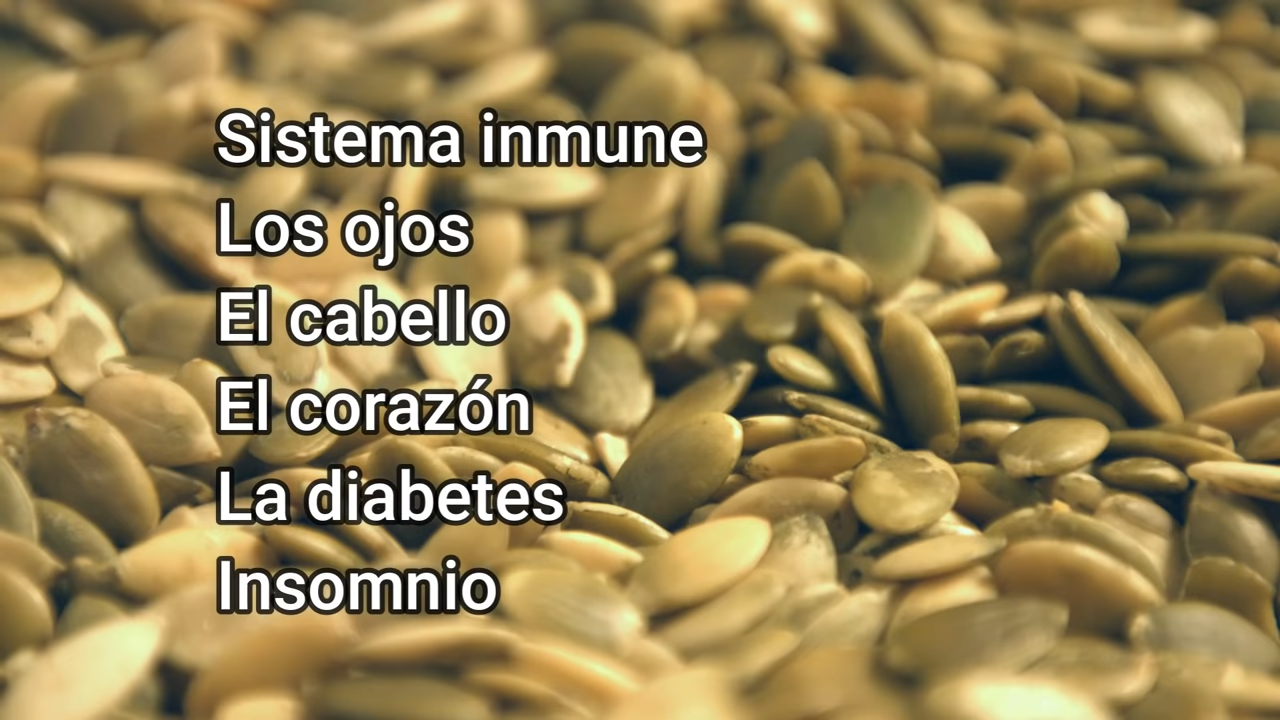 Sistema inmune
Los ojos
El cabello
El corazón
La diabetes
Insomnio